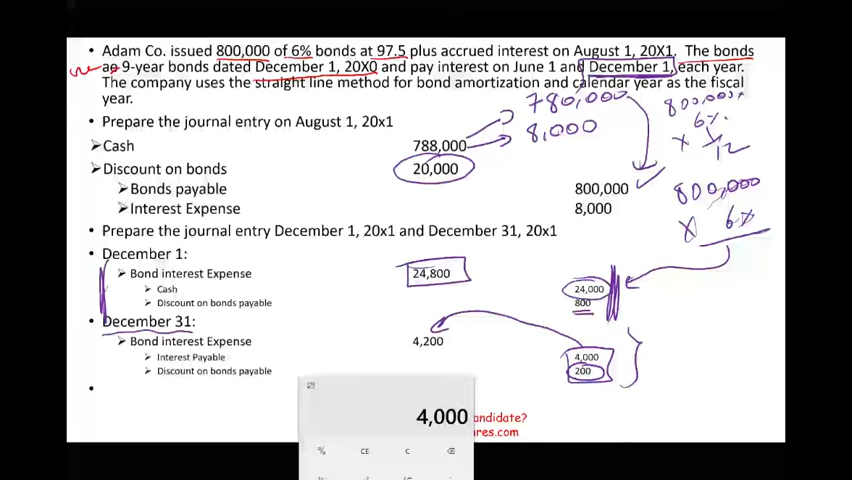 • Adam Co. issued 800,000 of 6% bonds at 97.5 plus accrued interest on August 1, 20X1. The bonds
ae 9-year bonds dated December 1, 20X0 and pay interest on June 1 and December 1, each year.
The company uses the straight line method for bond amortization and calendar year as the fiscal
year.
• Prepare the journal entry on August 1, 20x1
➢Cash 788,000
➢Discount on bonds 20,000
➢Bonds payable 800,000
➢Interest Expense 8,000
780,000
8,000
800,000 x
6%
x 1/12
800,000
x 6%
• Prepare the journal entry December 1, 20x1 and December 31, 20x1
• December 1:
➢ Bond interest Expense 24,800
➢ Cash 24,000
➢ Discount on bonds payable 800
• December 31:
➢ Bond interest Expense 4,200
➢ Interest Payable 4,000
➢ Discount on bonds payable 200
•
4,000
% CE C
andidate?
res.com